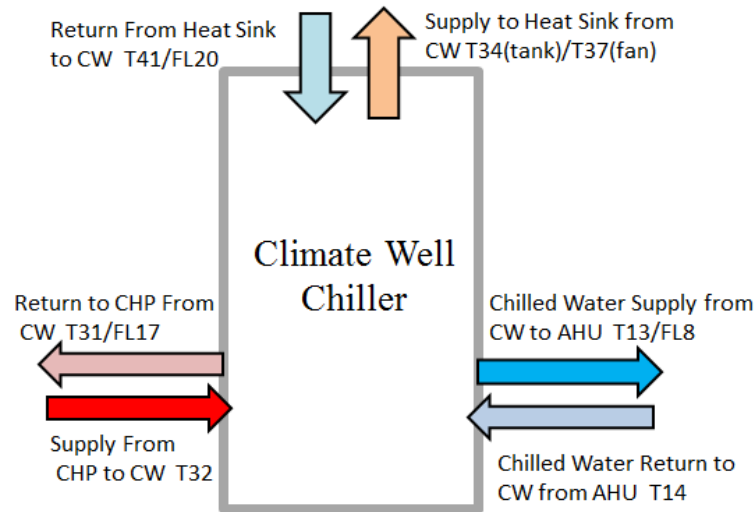 Return From Heat Sink
to CW  T41/FL20
Supply to Heat Sink from
CW T34(tank)/T37(fan)
Climate Well
Chiller
Return to CHP From
CW  T31/FL17
Supply From
CHP to CW  T32
Chilled Water Supply from
CW to AHU  T13/FL8
Chilled Water Return to
CW from AHU  T14